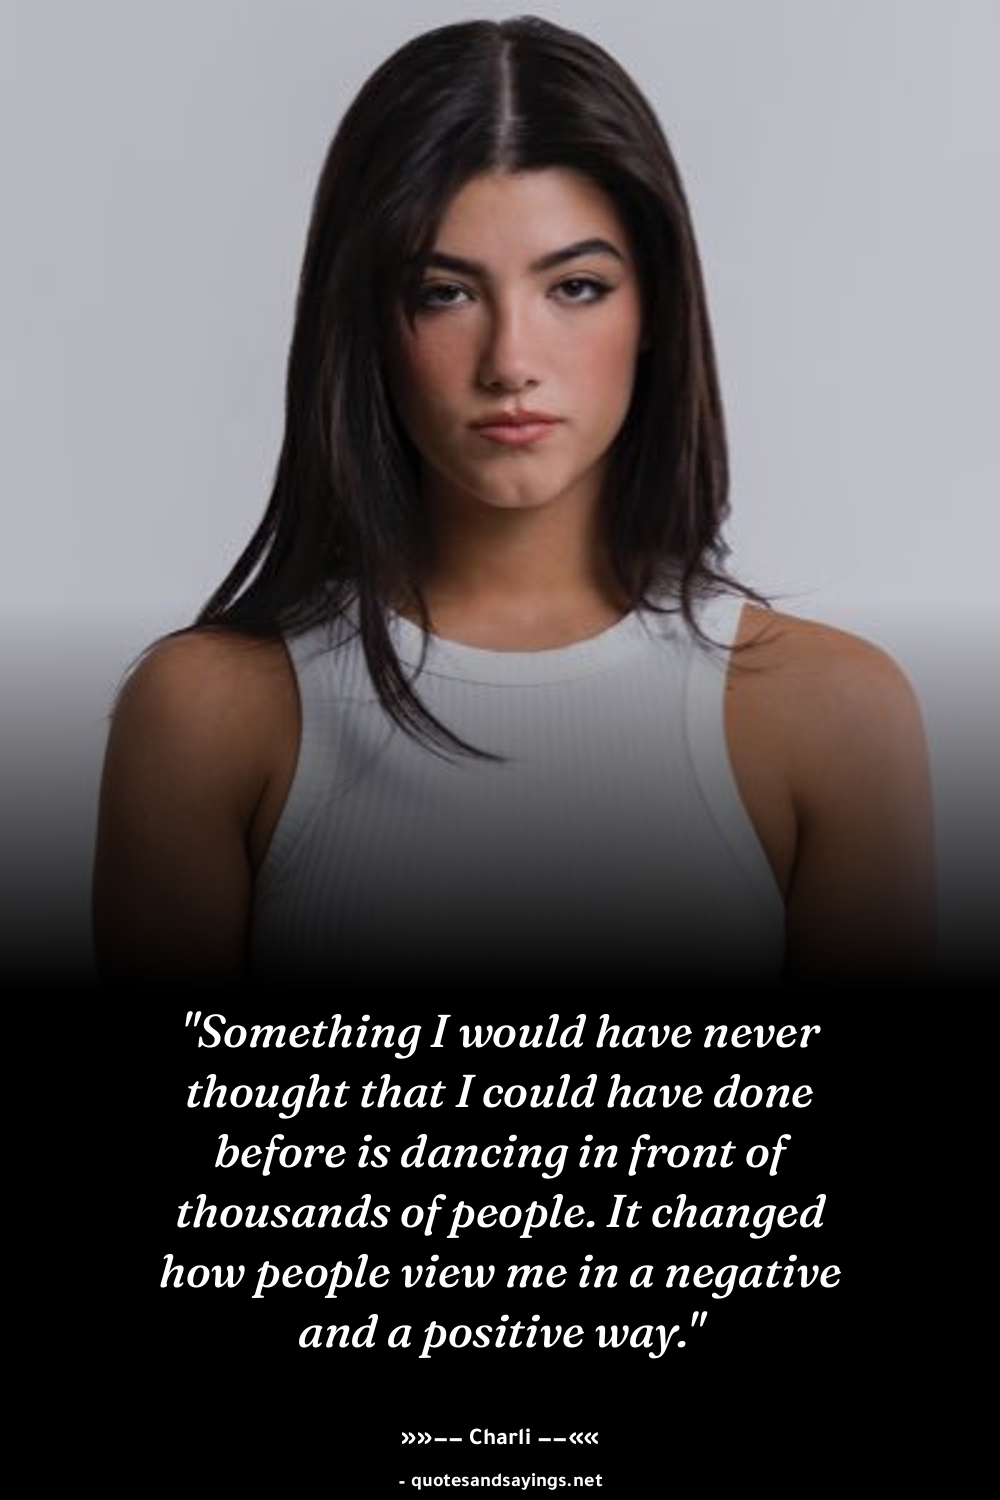 "Something I would have never
thought that I could have done
before is dancing in front of
thousands of people. It changed
how people view me in a negative
and a positive way."
»»−− Charli −−««
- quotesandsayings.net